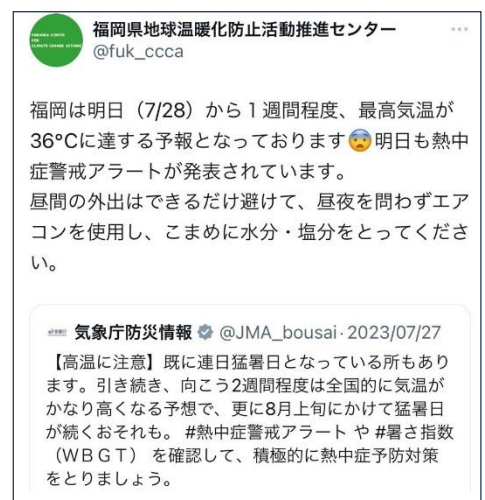 福岡県地球温暖化防止活動推進センター
@fuk_ccca
福岡は明日（7/28）から１週間程度、最高気温が
36°Cに達する予報となっております😨明日も熱中
症警戒アラートが発表されています。
昼間の外出はできるだけ避けて、昼夜を問わずエア
コンを使用し、こまめに水分・塩分をとってくださ
い。
気象庁防災情報 @JMA_bousai · 2023/07/27
【高温に注意】既に連日猛暑日となっている所もあり
ます。引き続き、向こう2週間程度は全国的に気温が
かなり高くなる予想で、更に8月上旬にかけて猛暑日
が続くおそれも。 #熱中症警戒アラート や #暑さ指数
（ＷＢＧＴ） を確認して、積極的に熱中症予防対策
をとりましょう。